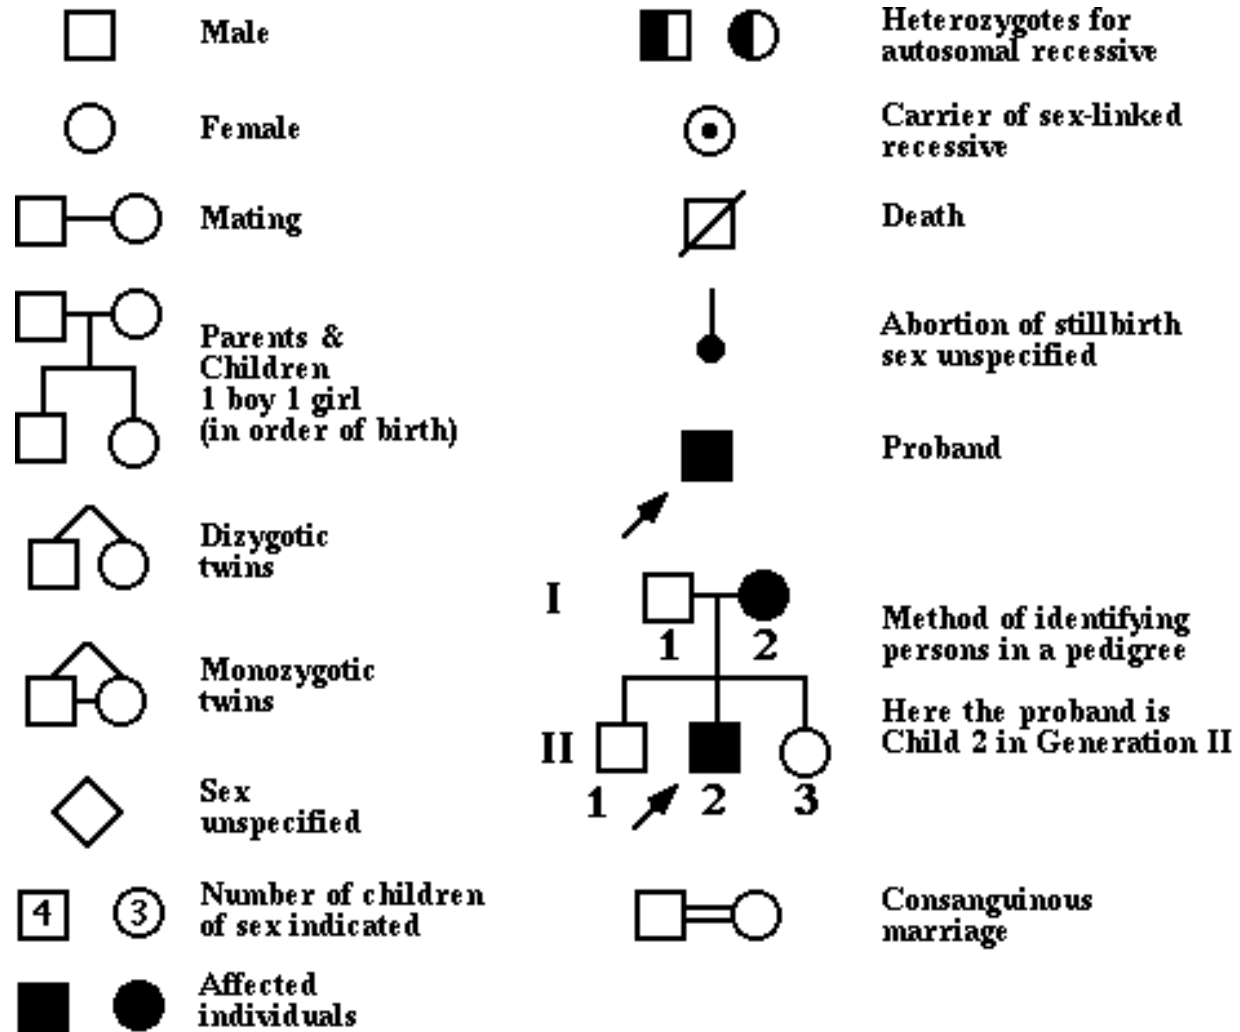 Male
Female
Mating
Parents &
Children
1 boy 1 girl
(in order of birth)
Dizygotic
twins
Monozygotic
twins
Sex
unspecified
4
3
Number of children
of sex indicated
Affected
individuals
Heterozygotes for
autosomal recessive
Carrier of sex-linked
recessive
Death
Abortion of stillbirth
sex unspecified
Proband
I
1 2
II
1 2 3
Method of identifying
persons in a pedigree
Here the proband is
Child 2 in Generation II
Consanguinous
marriage